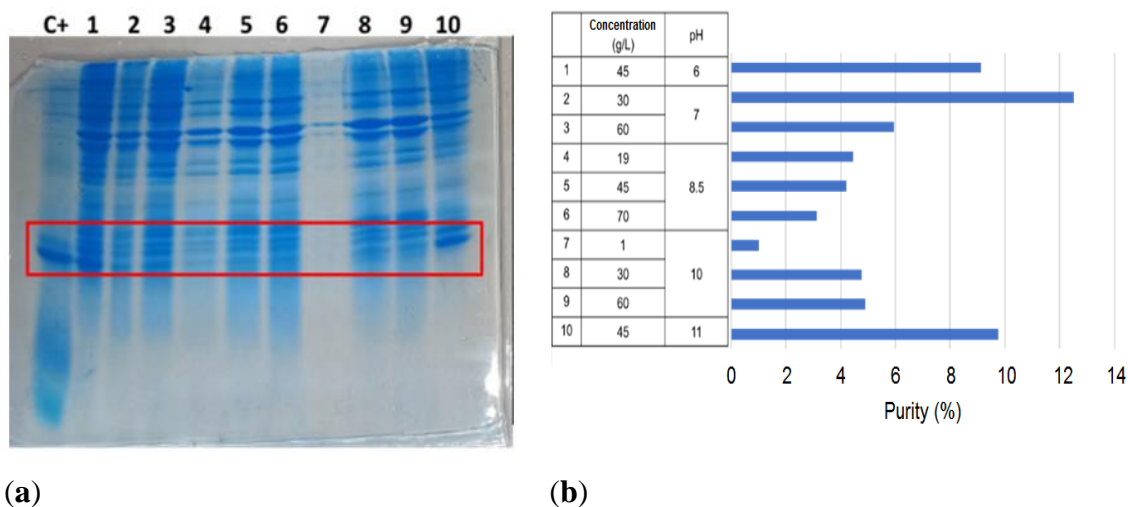 C+ 1 2 3 4 5 6 7 8 9 10
(b)
Concentration (g/L) pH
1 45 6
2 30 7
3 60
4 19 8.5
5 45
6 70
7 1 10
8 30
9 60
10 45 11
0 2 4 6 8 10 12 14
Purity (%)
(a) (b)